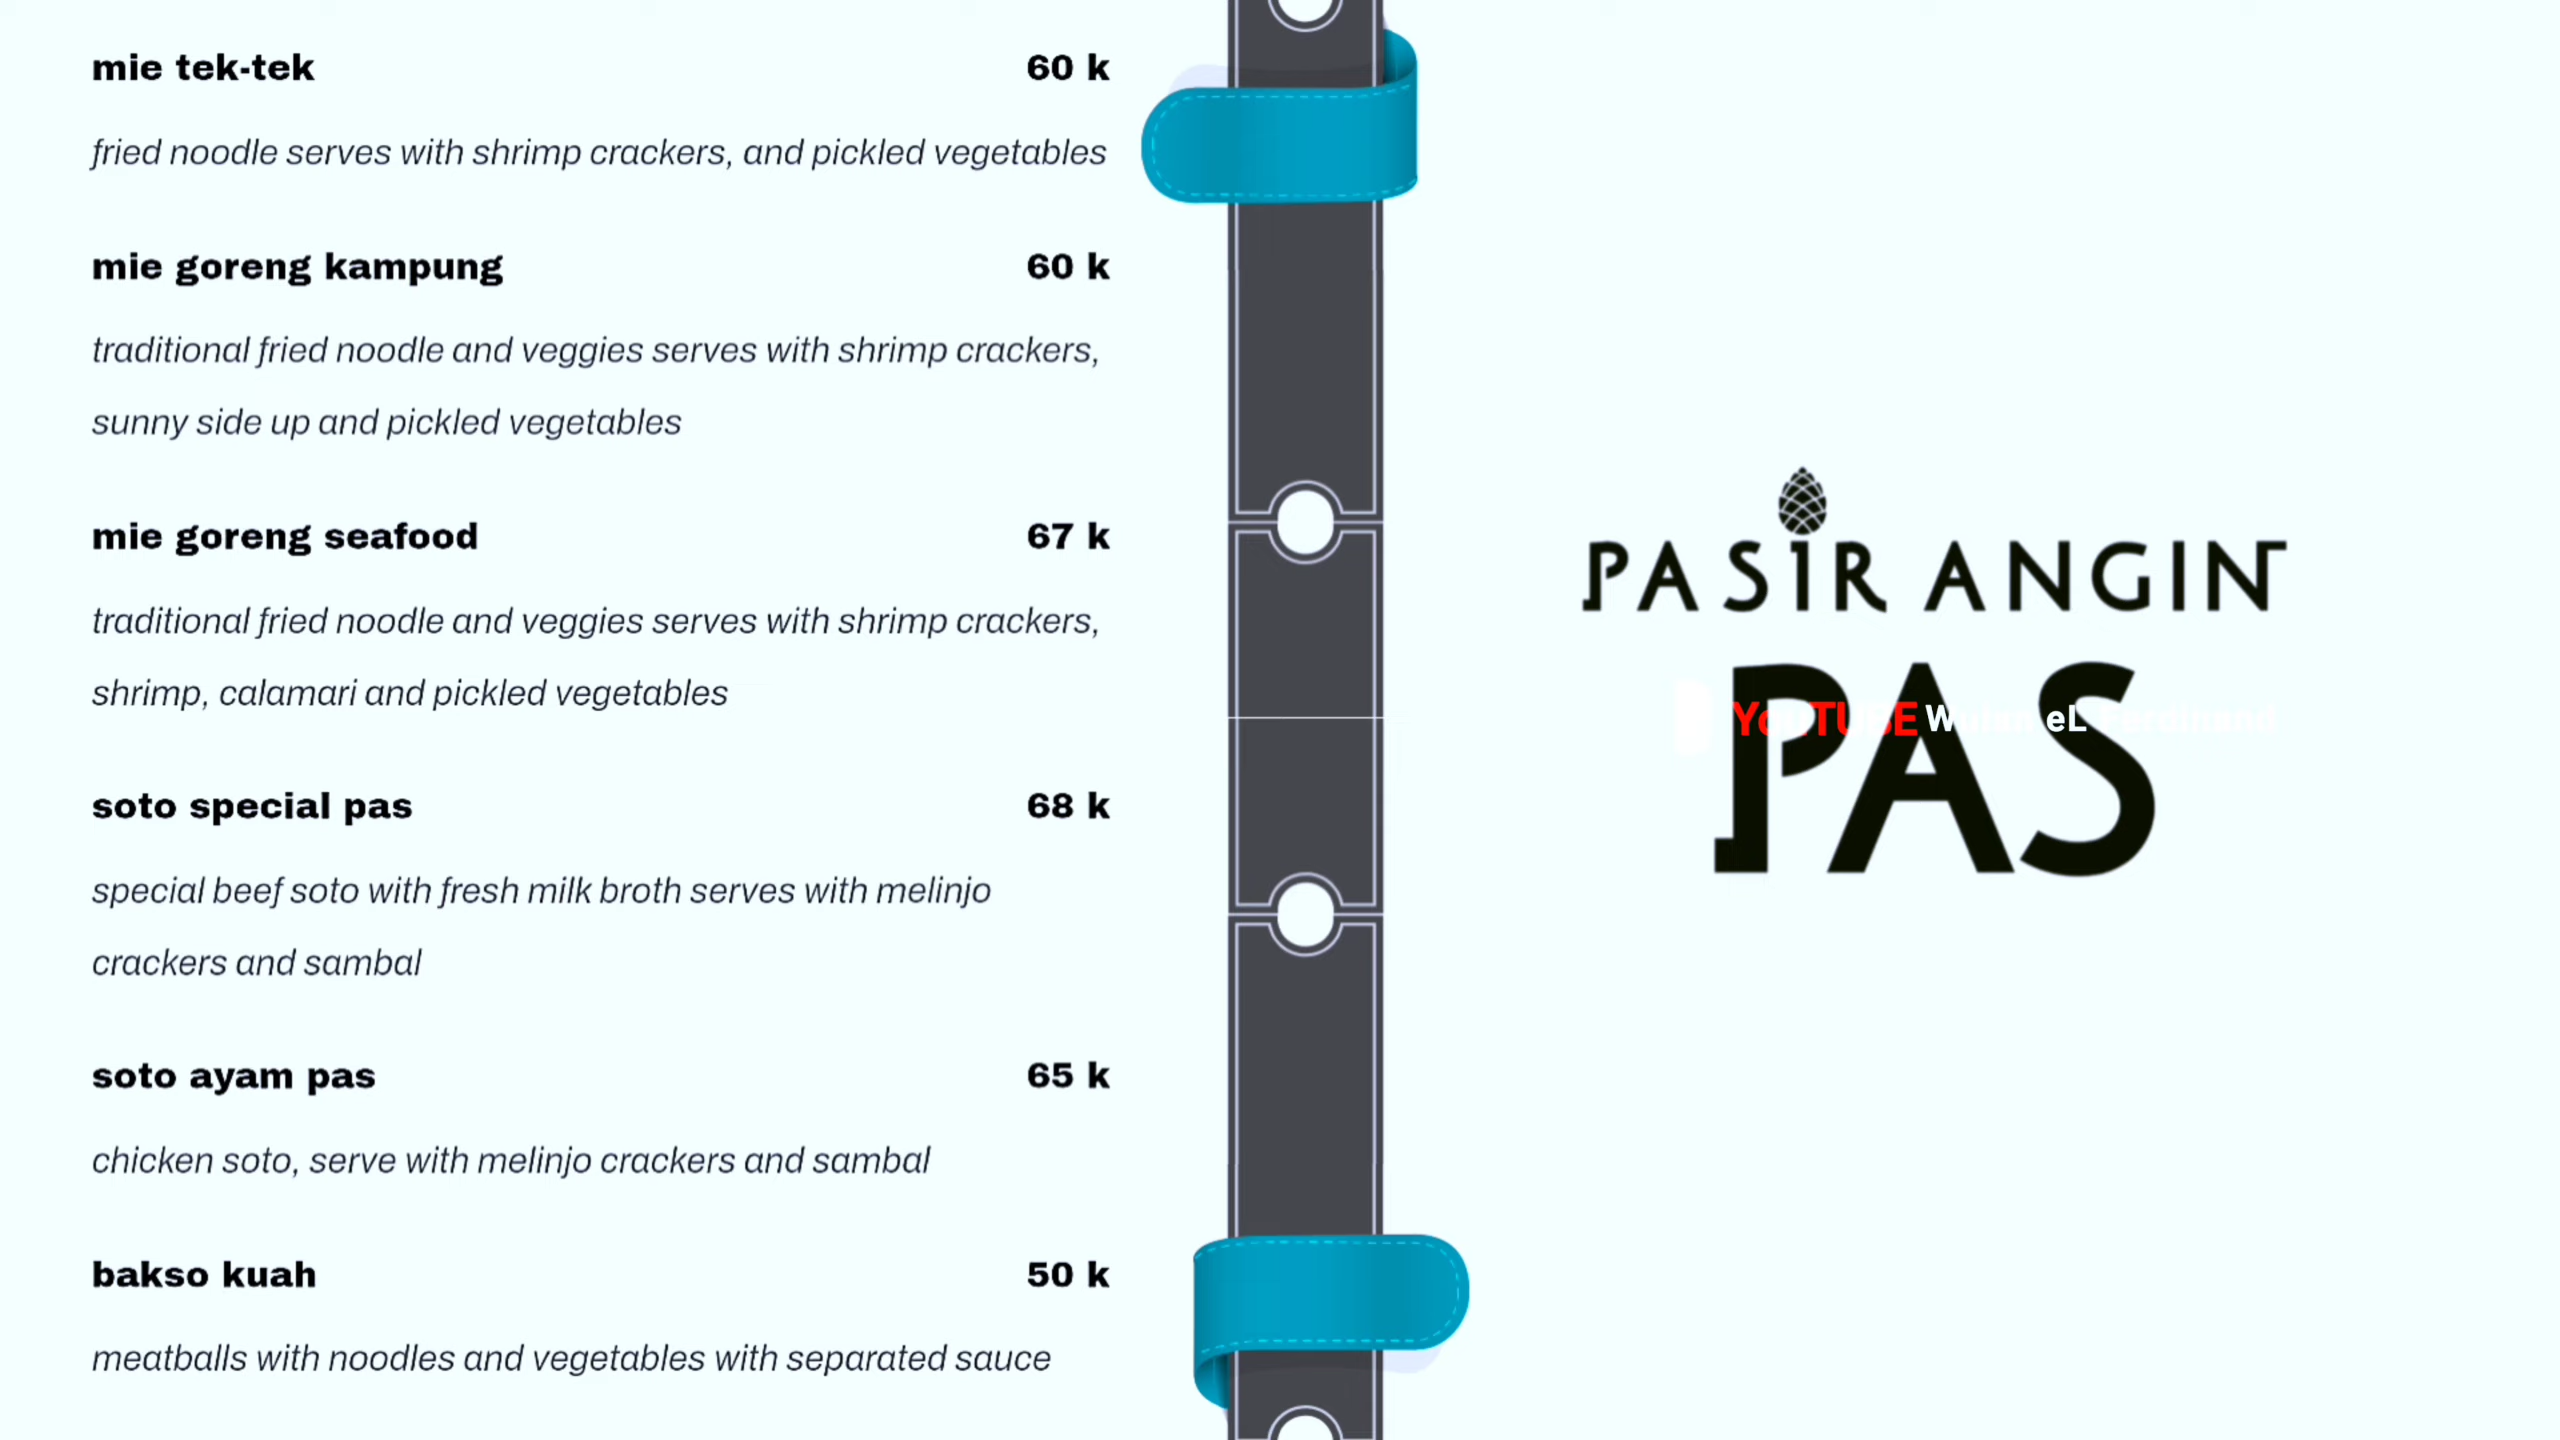 mie tek-tek 60 k
fried noodle serves with shrimp crackers, and pickled vegetables
mie goreng kampung 60 k
traditional fried noodle and veggies serves with shrimp crackers,
sunny side up and pickled vegetables
mie goreng seafood 67 k
traditional fried noodle and veggies serves with shrimp crackers,
shrimp, calamari and pickled vegetables
soto special pas 68 k
special beef soto with fresh milk broth serves with melinjo
crackers and sambal
soto ayam pas 65 k
chicken soto, serve with melinjo crackers and sambal
bakso kuah 50 k
meatballs with noodles and vegetables with separated sauce
PASIR ANGIN
PAS
YouTUBE Wulan eL Ferdinand